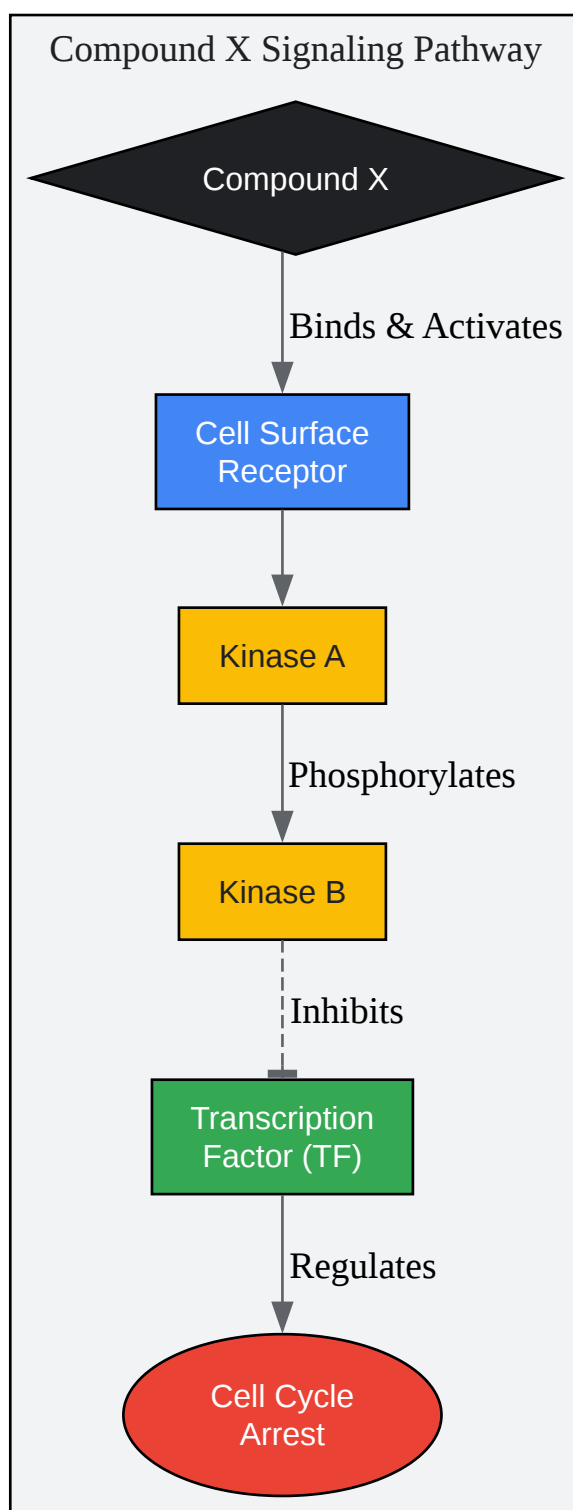 Compound X Signaling Pathway
Compound X
Binds & Activates
Cell Surface
Receptor
Kinase A
Phosphorylates
Kinase B
Inhibits
Transcription
Factor (TF)
Regulates
Cell Cycle
Arrest